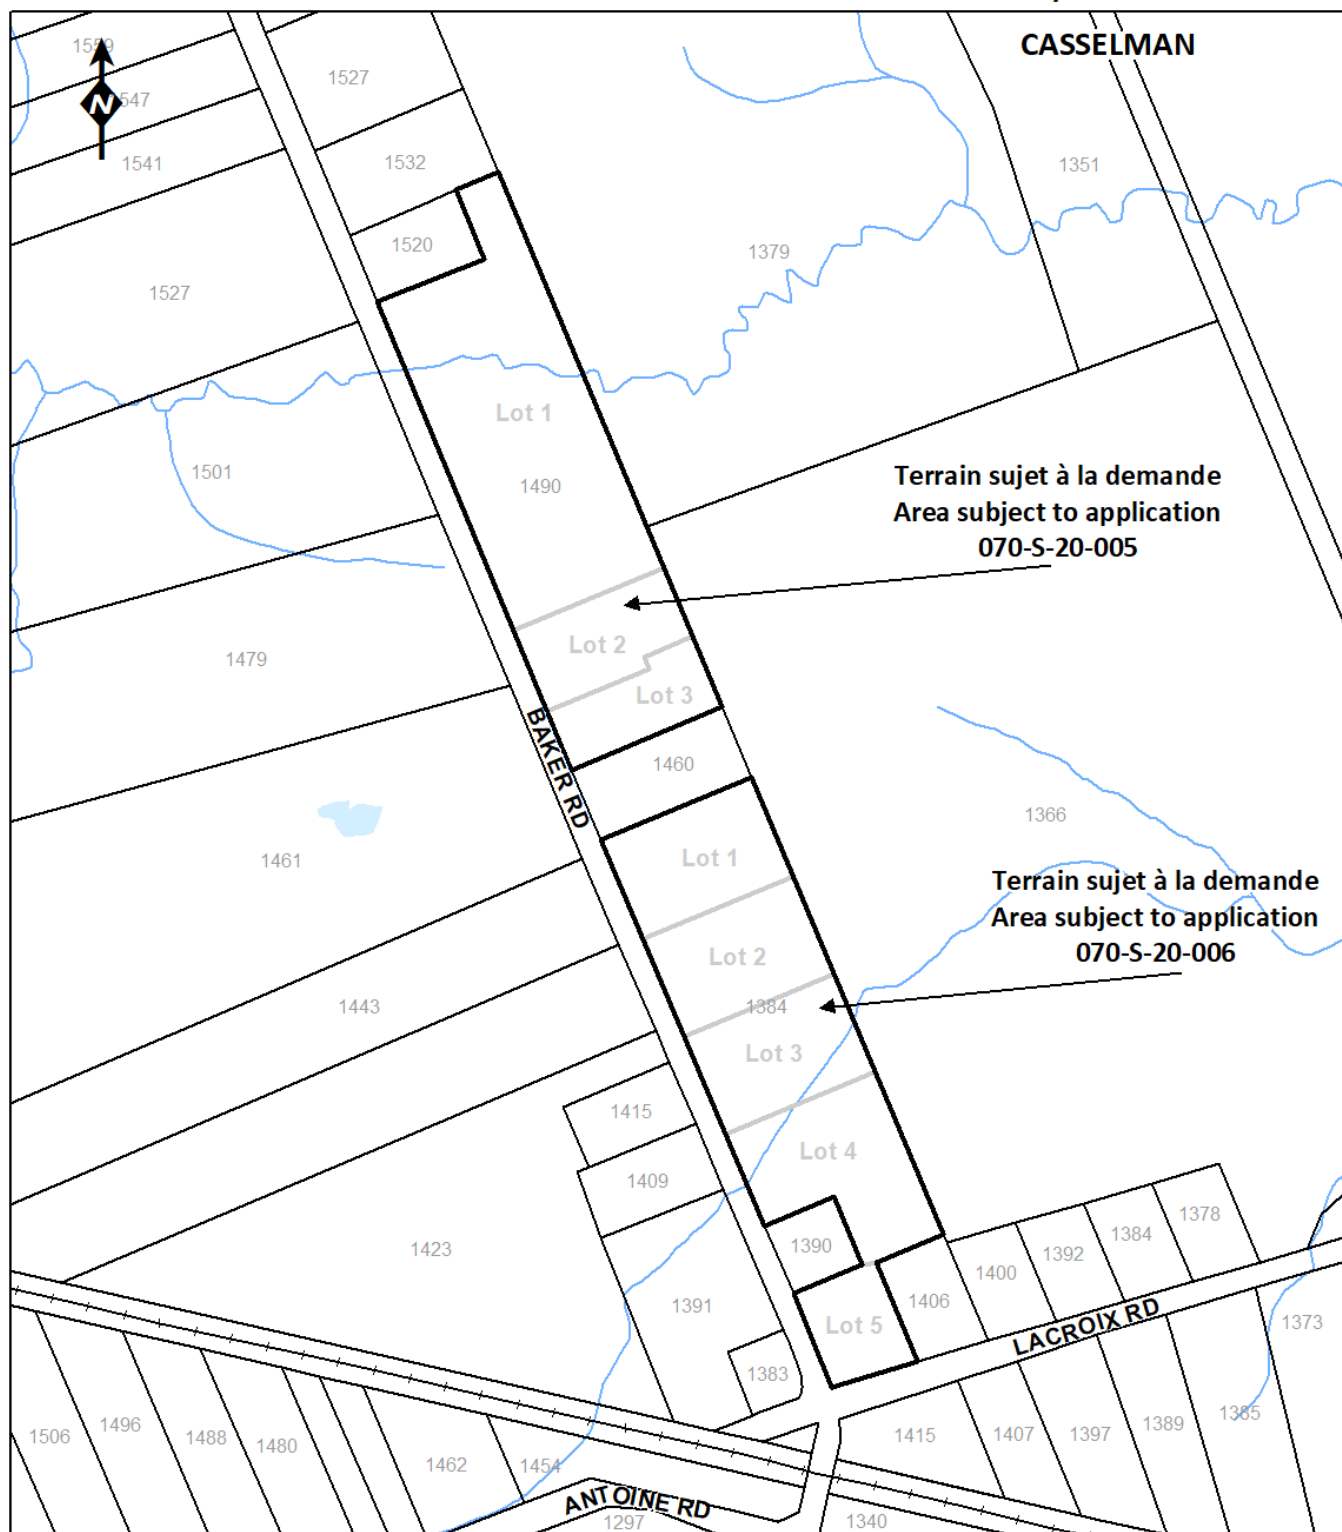 CASSELMAN
1559
N
547
1527
1541
1532
1351
1520
1379
1527
Lot 1
1501
1490
Terrain sujet à la demande
Area subject to application
070-S-20-005
Lot 2
1479
Lot 3
BAKER RD
1460
1366
1461
Lot 1
Terrain sujet à la demande
Area subject to application
070-S-20-006
Lot 2
1443
1384
Lot 3
1415
Lot 4
1409
1378
1384
1390
1392
1423
1400
1406
1391
LACROIX RD
Lot 5
1373
1383
1506
1496
1488
1480
1462
1454
1415
1407
1397
1389
1385
ANTOINE RD
1297
1340